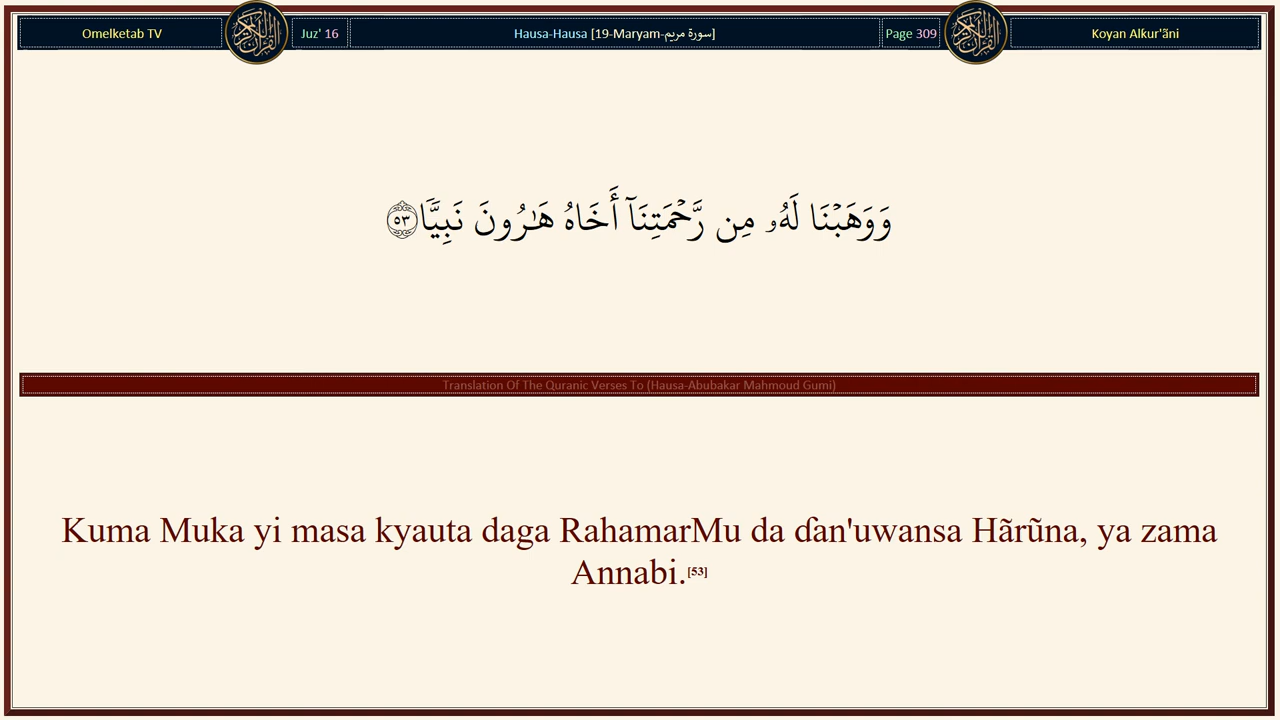 Omelketab TV
Juz' 16
Hausa-Hausa [19-Maryam-سورة مريم]
Page 309
Koyan Alƙur'ãni
وَوَهَبْنَا لَهُۥ مِن رَّحْمَتِنَآ أَخَاهُ هَـٰرُونَ نَبِيًّا ٥٣
Translation Of The Quranic Verses To (Hausa-Abubakar Mahmoud Gumi)
Kuma Muka yi masa kyauta daga RahamarMu da ɗan'uwansa Hãrũna, ya zama
Annabi.[53]